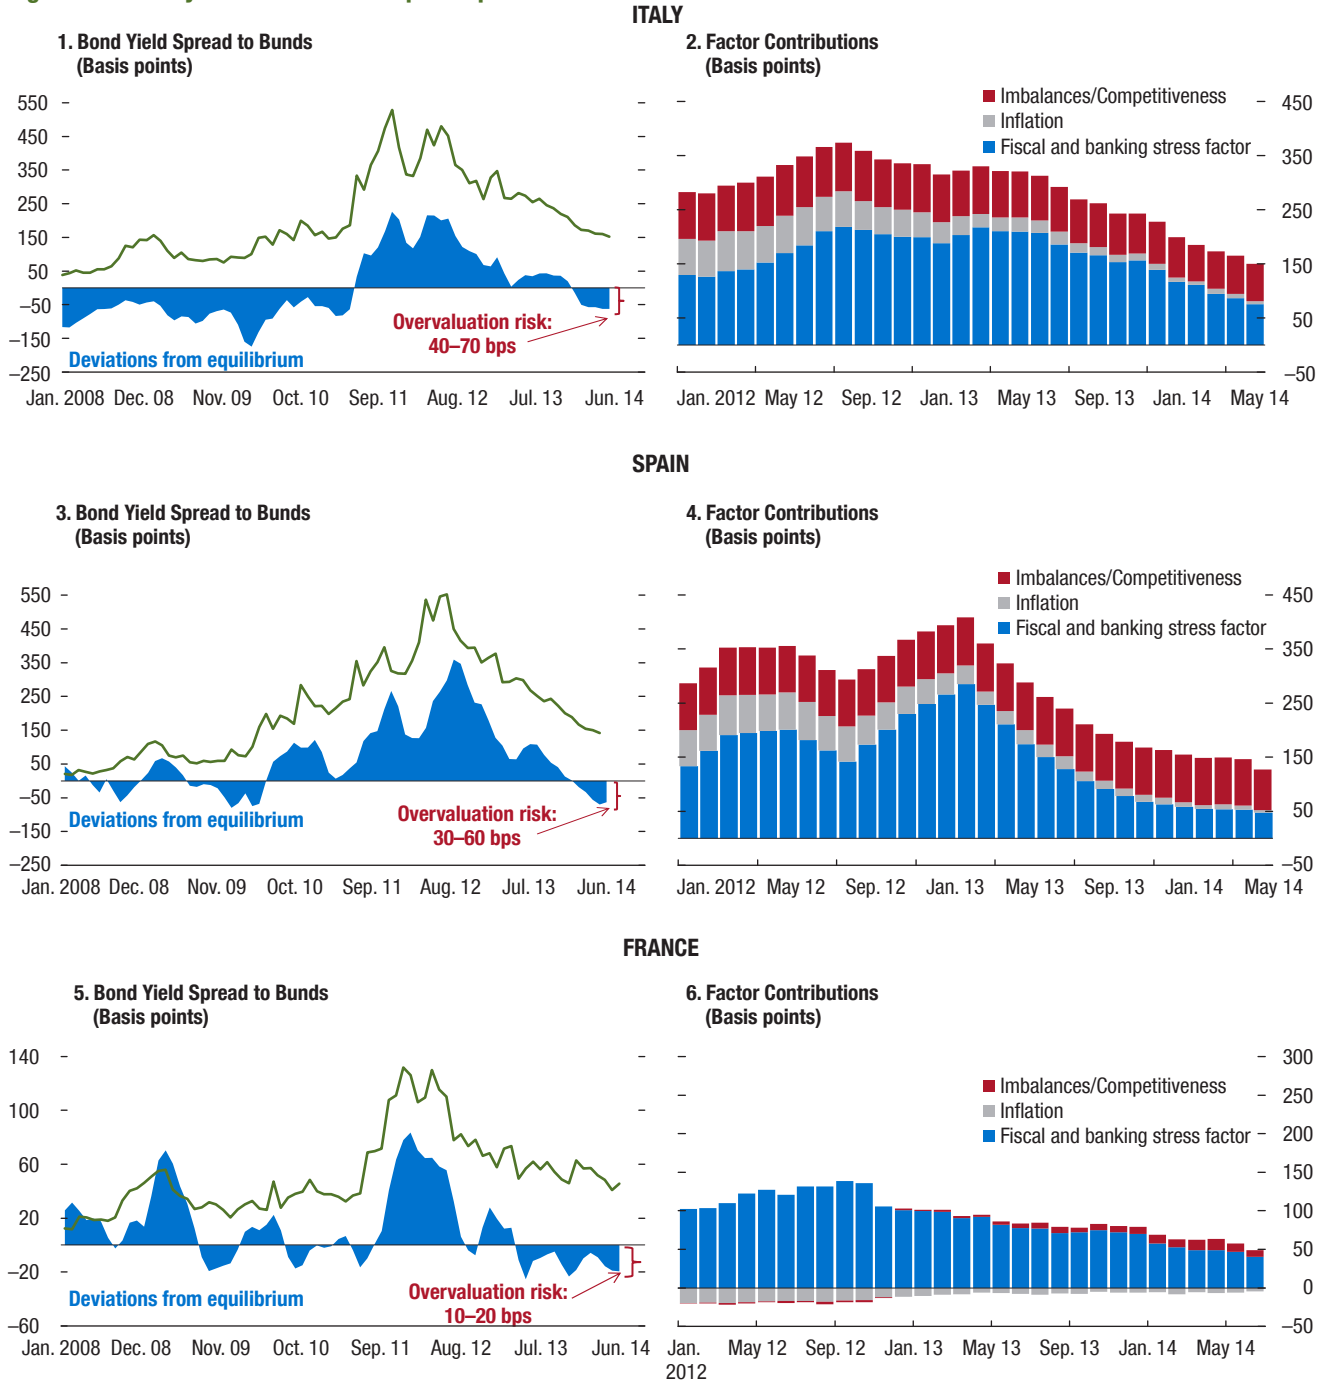 ITALY
1. Bond Yield Spread to Bunds
(Basis points)
550
450
350
250
150
50
–50
–150
–250
Overvaluation risk:
40–70 bps
Deviations from equilibrium
Jan. 2008 Dec. 08 Nov. 09 Oct. 10 Sep. 11 Aug. 12 Jul. 13 Jun. 14
2. Factor Contributions
(Basis points)
Imbalances/Competitiveness
Inflation
Fiscal and banking stress factor
450
350
250
150
50
–50
Jan. 2012 May 12 Sep. 12 Jan. 13 May 13 Sep. 13 Jan. 14 May 14
SPAIN
3. Bond Yield Spread to Bunds
(Basis points)
550
450
350
250
150
50
–50
–150
–250
Deviations from equilibrium
Overvaluation risk:
30–60 bps
Jan. 2008 Dec. 08 Nov. 09 Oct. 10 Sep. 11 Aug. 12 Jul. 13 Jun. 14
4. Factor Contributions
(Basis points)
Imbalances/Competitiveness
Inflation
Fiscal and banking stress factor
450
350
250
150
50
–50
Jan. 2012 May 12 Sep. 12 Jan. 13 May 13 Sep. 13 Jan. 14 May 14
FRANCE
5. Bond Yield Spread to Bunds
(Basis points)
140
100
60
20
–20
–60
Deviations from equilibrium
Overvaluation risk:
10–20 bps
Jan. 2008 Dec. 08 Nov. 09 Oct. 10 Sep. 11 Aug. 12 Jul. 13 Jun. 14
6. Factor Contributions
(Basis points)
Imbalances/Competitiveness
Inflation
Fiscal and banking stress factor
300
250
200
150
100
50
0
–50
Jan. May 12 Sep. 12 Jan. 13 May 13 Sep. 13 Jan. 14 May 14
2012